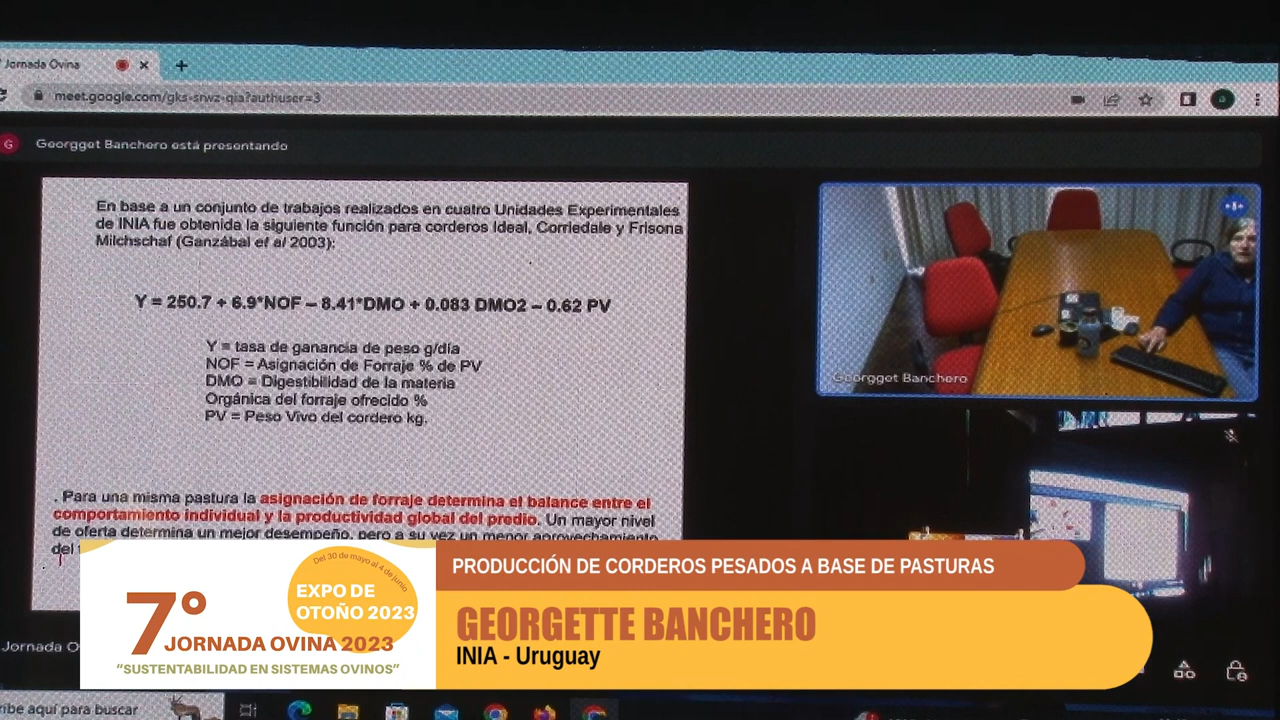 Jornada Ovina
meet.google.com/gks-srwz-qia?authuser=3
G
Georgget Banchero está presentando
En base a un conjunto de trabajos realizados en cuatro Unidades Experimentales
de INIA fue obtenida la siguiente función para corderos Ideal, Corriedale y Frisona
Milchschaf (Ganzábal et al 2003):
Y = 250.7 + 6.9*NOF – 8.41*DMO + 0.083 DMO2 – 0.62 PV
Y = tasa de ganancia de peso g/día
NOF = Asignación de Forraje % de PV
DMO = Digestibilidad de la materia
Orgánica del forraje ofrecido %
PV = Peso Vivo del cordero kg.
. Para una misma pastura la asignación de forraje determina el balance entre el
comportamiento individual y la productividad global del predio. Un mayor nivel
de oferta determina un mejor desempeño, pero a su vez un menor aprovechamiento
del
Georgget Banchero
Del 30 de mayo al 4 de junio
EXPO DE
OTOÑO 2023
7°
JORNADA OVINA 2023
“SUSTENTABILIDAD EN SISTEMAS OVINOS”
PRODUCCIÓN DE CORDEROS PESADOS A BASE DE PASTURAS
GEORGETTE BANCHERO
INIA - Uruguay
Jornada O
ribe aquí para buscar